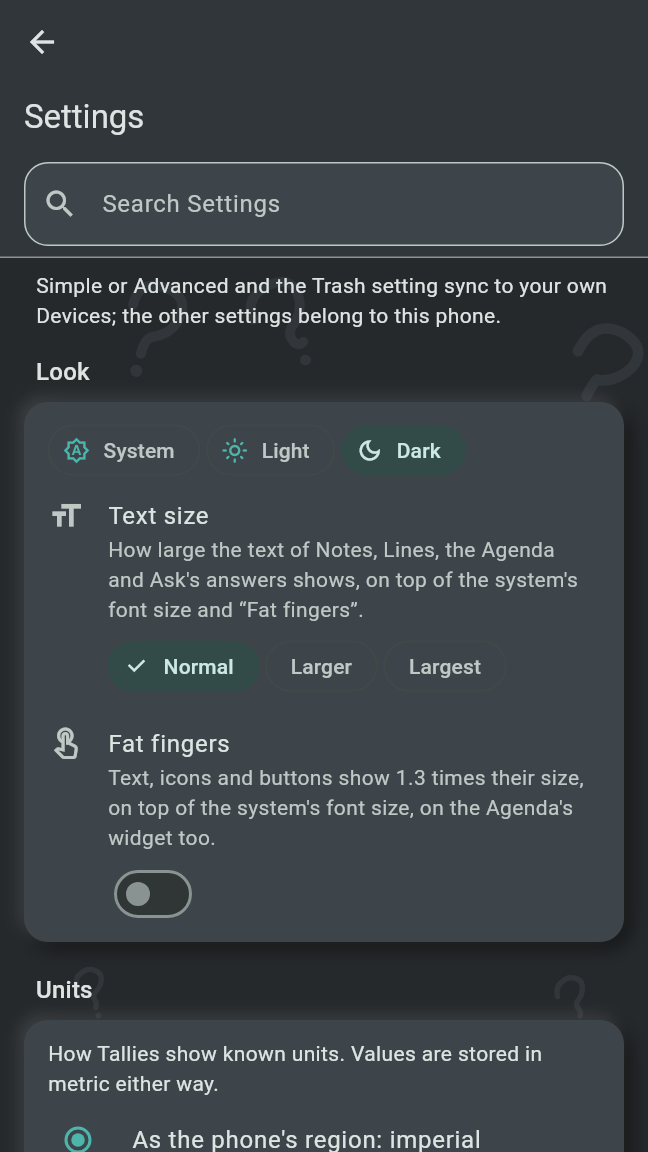 Settings
Search Settings
Simple or Advanced and the Trash setting sync to your own
Devices; the other settings belong to this phone.
Look
System
Light
Dark
Text size
How large the text of Notes, Lines, the Agenda
and Ask's answers shows, on top of the system's
font size and “Fat fingers”.
Normal
Larger
Largest
Fat fingers
Text, icons and buttons show 1.3 times their size,
on top of the system's font size, on the Agenda's
widget too.
Units
How Tallies show known units. Values are stored in
metric either way.
As the phone's region: imperial